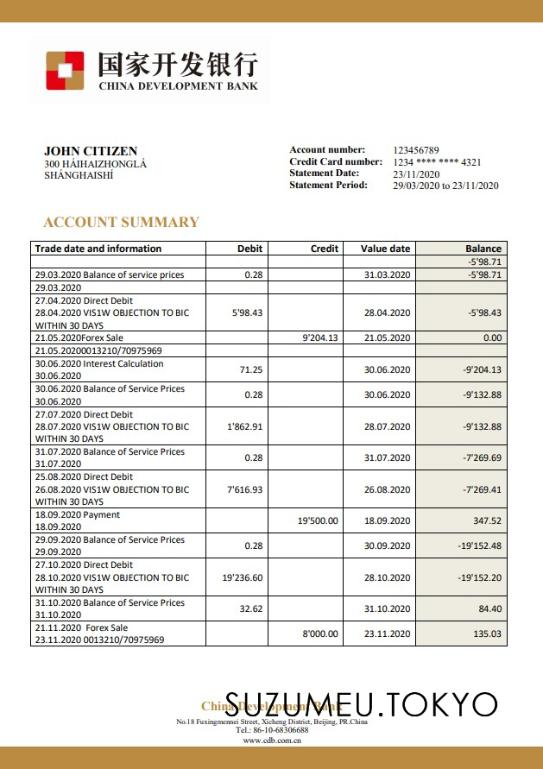 国家开发银行
CHINA DEVELOPMENT BANK
JOHN CITIZEN
300 HǍIHAIZHONGLÀ
SHÁNGHAISHÍ
Account number: 123456789
Credit Card number: 1234 **** **** 4321
Statement Date: 23/11/2020
Statement Period: 29/03/2020 to 23/11/2020
ACCOUNT SUMMARY
Trade date and information Debit Credit Value date Balance
-5'98.71
29.03.2020 Balance of service prices 0.28 31.03.2020 -5'98.71
29.03.2020
27.04.2020 Direct Debit
28.04.2020 VIS1W OBJECTION TO BIC 5'98.43 28.04.2020 -5'98.43
WITHIN 30 DAYS
21.05.2020Forex Sale 9'204.13 21.05.2020 0.00
21.05.20200013210/70975969
30.06.2020 Interest Calculation 71.25 30.06.2020 -9'204.13
30.06.2020
30.06.2020 Balance of Service Prices 0.28 30.06.2020 -9'132.88
30.06.2020
27.07.2020 Direct Debit
28.07.2020 VIS1W OBJECTION TO BIC 1'862.91 28.07.2020 -9'132.88
WITHIN 30 DAYS
31.07.2020 Balance of Service Prices 0.28 31.07.2020 -7'269.69
31.07.2020
25.08.2020 Direct Debit
26.08.2020 VIS1W OBJECTION TO BIC 7'616.93 26.08.2020 -7'269.41
WITHIN 30 DAYS
18.09.2020 Payment 19'500.00 18.09.2020 347.52
18.09.2020
29.09.2020 Balance of Service Prices 0.28 30.09.2020 -19'152.48
29.09.2020
27.10.2020 Direct Debit
28.10.2020 VIS1W OBJECTION TO BIC 19'236.60 28.10.2020 -19'152.20
WITHIN 30 DAYS
31.10.2020 Balance of Service Prices 32.62 31.10.2020 84.40
31.10.2020
21.11.2020 Forex Sale 8'000.00 23.11.2020 135.03
23.11.2020 0013210/70975969
China Development Bank
SUZUMEU.TOKYO
No.18 Fuxingmennei Street, Xicheng District, Beijing, PR.China
Tel.: 86-10-68306688
www.cdb.com.cn